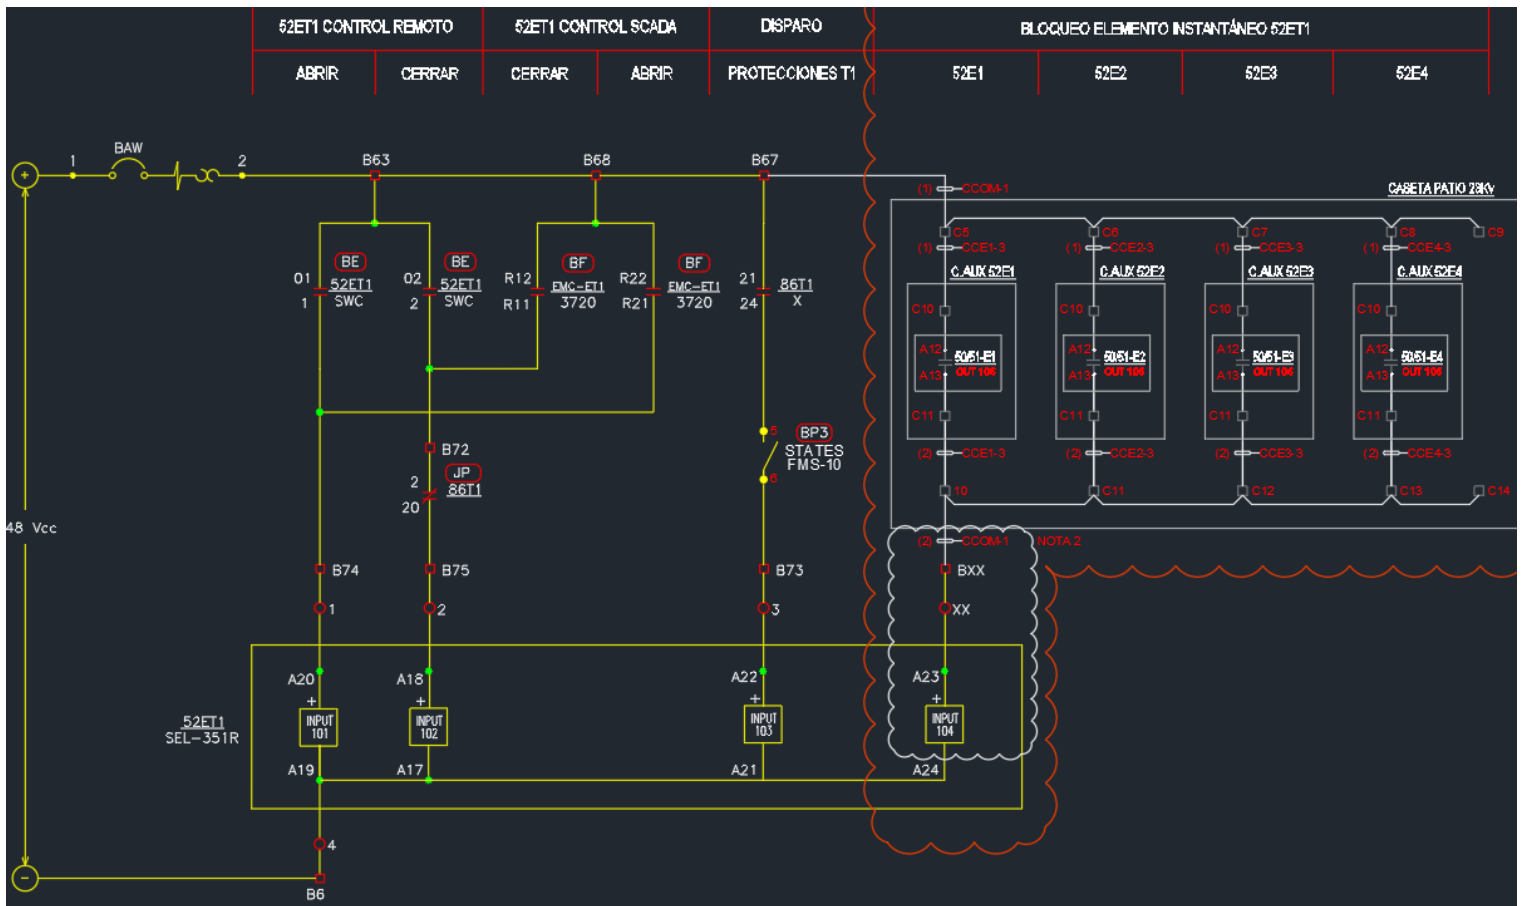 52ET1 CONTROL REMOTO
52ET1 CONTROL SCADA
DISPARO
BLOQUEO ELEMENTO INSTANTÁNEO 52ET1
ABRIR
CERRAR
CERRAR
ABRIR
PROTECCIONES T1
52E1
52E2
52E3
52E4
+
1
BAW
2
B63
B68
B67
(1) CCOM-1
CASETA PATIO 23Kv
C5
C6
C7
C8
C9
(1) CCE1-3
(1) CCE2-3
(1) CCE3-3
(1) CCE4-3
C.AUX 52E1
C.AUX 52E2
C.AUX 52E3
C.AUX 52E4
BE
BE
BF
BF
O1
52ET1
SWC
1
O2
52ET1
SWC
2
R12
EMC-ET1
3720
R11
R22
EMC-ET1
3720
R21
21
86T1
X
24
C10
C10
C10
C10
A12
50/51-E1
OUT 106
A13
A12
50/51-E2
OUT 106
A13
A12
50/51-E3
OUT 106
A13
A12
50/51-E4
OUT 106
A13
C11
C11
C11
C11
5
BP3
STATES
FMS-10
6
B72
JP
2
86T1
20
(2) CCE1-3
(2) CCE2-3
(2) CCE3-3
(2) CCE4-3
10
C11
C12
C13
C14
48 Vcc
(2) CCOM-1
NOTA 2
B74
B75
B73
BXX
1
2
3
XX
A20
A18
A22
A23
+
+
+
+
52ET1
SEL-351R
INPUT
101
INPUT
102
INPUT
103
INPUT
104
A19
A17
A21
A24
4
-
B6